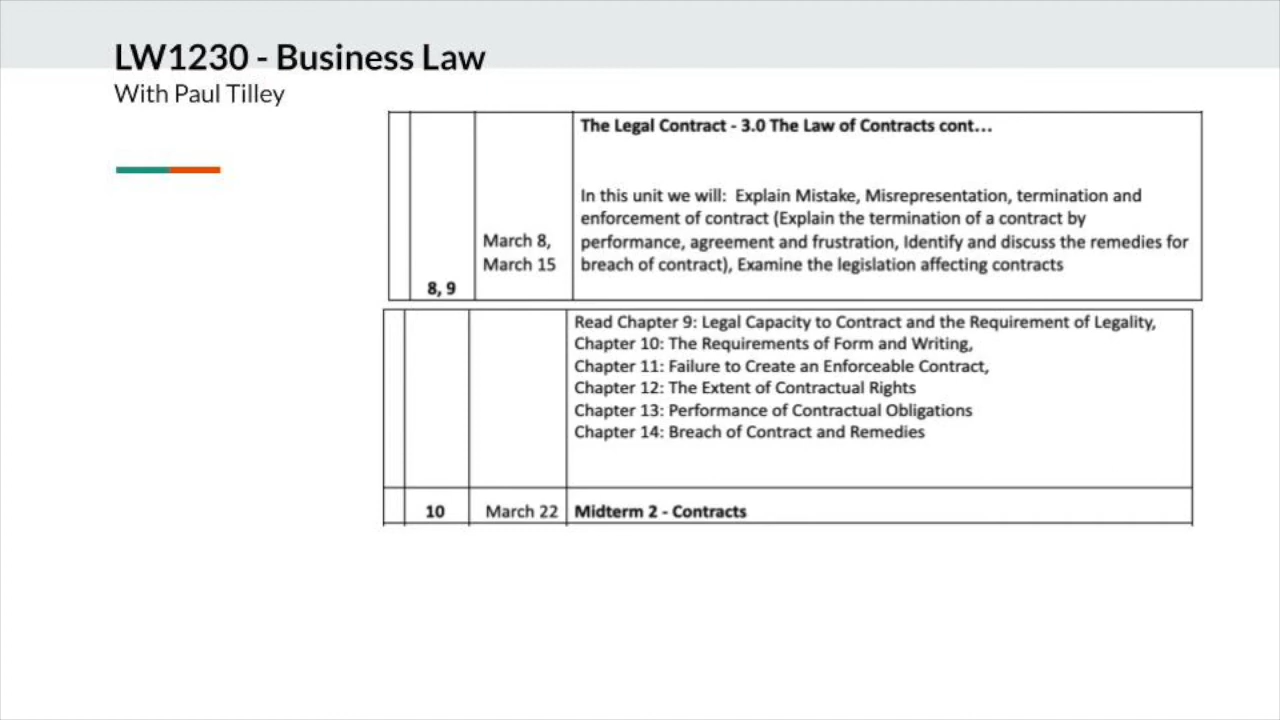 LW1230 - Business Law
With Paul Tilley
The Legal Contract - 3.0 The Law of Contracts cont...
In this unit we will:  Explain Mistake, Misrepresentation, termination and
enforcement of contract (Explain the termination of a contract by
performance, agreement and frustration, Identify and discuss the remedies for
breach of contract), Examine the legislation affecting contracts
March 8,
March 15
8, 9
Read Chapter 9: Legal Capacity to Contract and the Requirement of Legality,
Chapter 10: The Requirements of Form and Writing,
Chapter 11: Failure to Create an Enforceable Contract,
Chapter 12: The Extent of Contractual Rights
Chapter 13: Performance of Contractual Obligations
Chapter 14: Breach of Contract and Remedies
10 March 22 Midterm 2 - Contracts